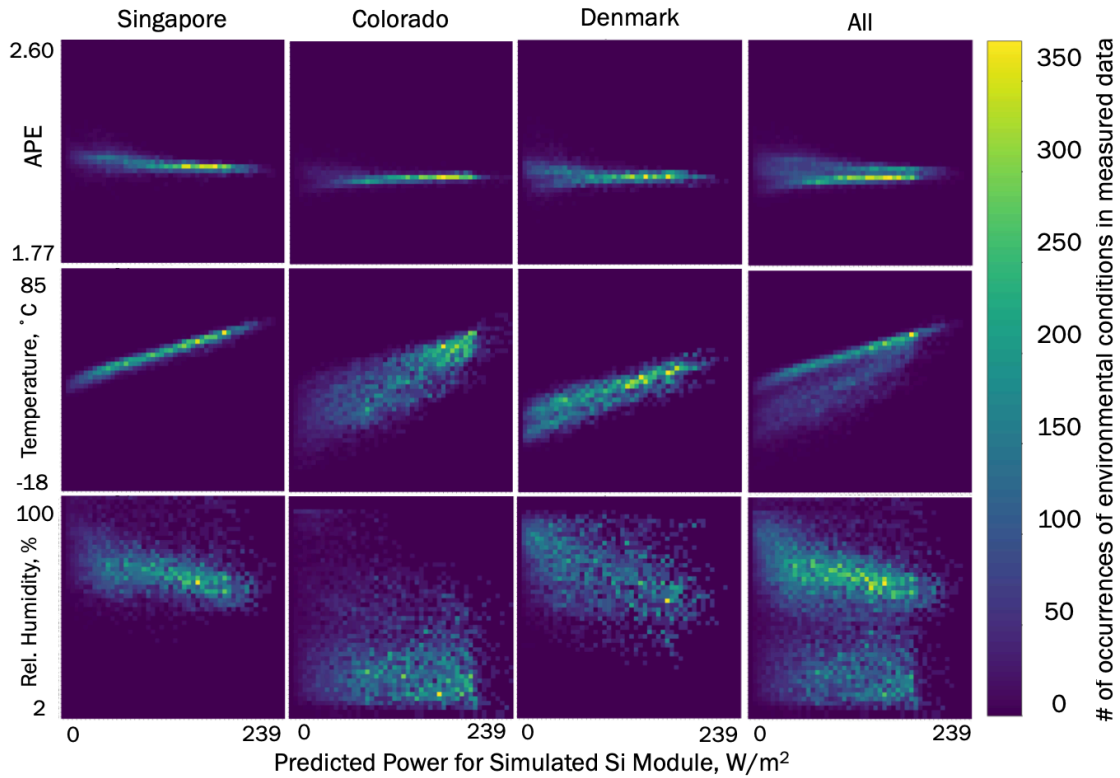 Singapore Colorado Denmark All
2.60
APE
1.77
85
Temperature, ˚C
-18
100
Rel. Humidity, %
2
0 239 0 239 0 239 0 239
Predicted Power for Simulated Si Module, W/m²
350
300
250
200
150
100
50
0
# of occurrences of environmental conditions in measured data